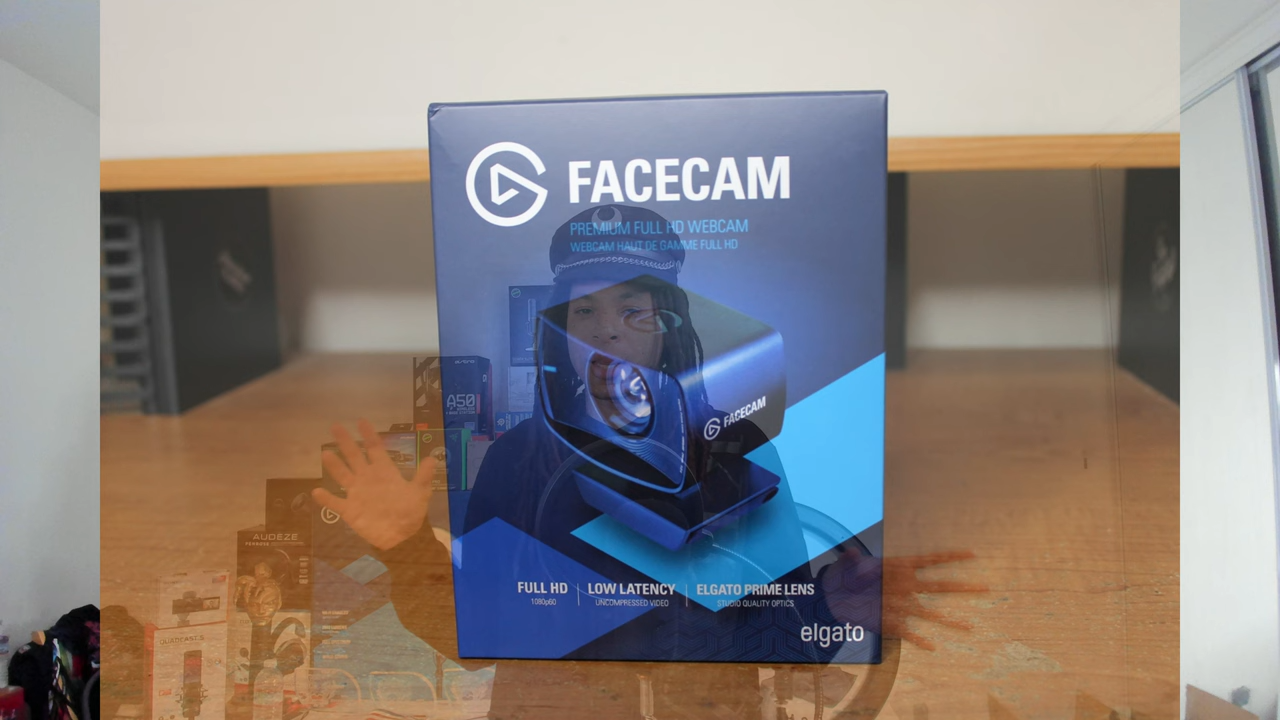 FACECAM
PREMIUM FULL HD WEBCAM
WEBCAM HAUT DE GAMME FULL HD
A50
FACECAM
AUDEZE
FULL HD
1080p60
LOW LATENCY
UNCOMPRESSED VIDEO
ELGATO PRIME LENS
STUDIO QUALITY OPTICS
elgato
QUADCAST S